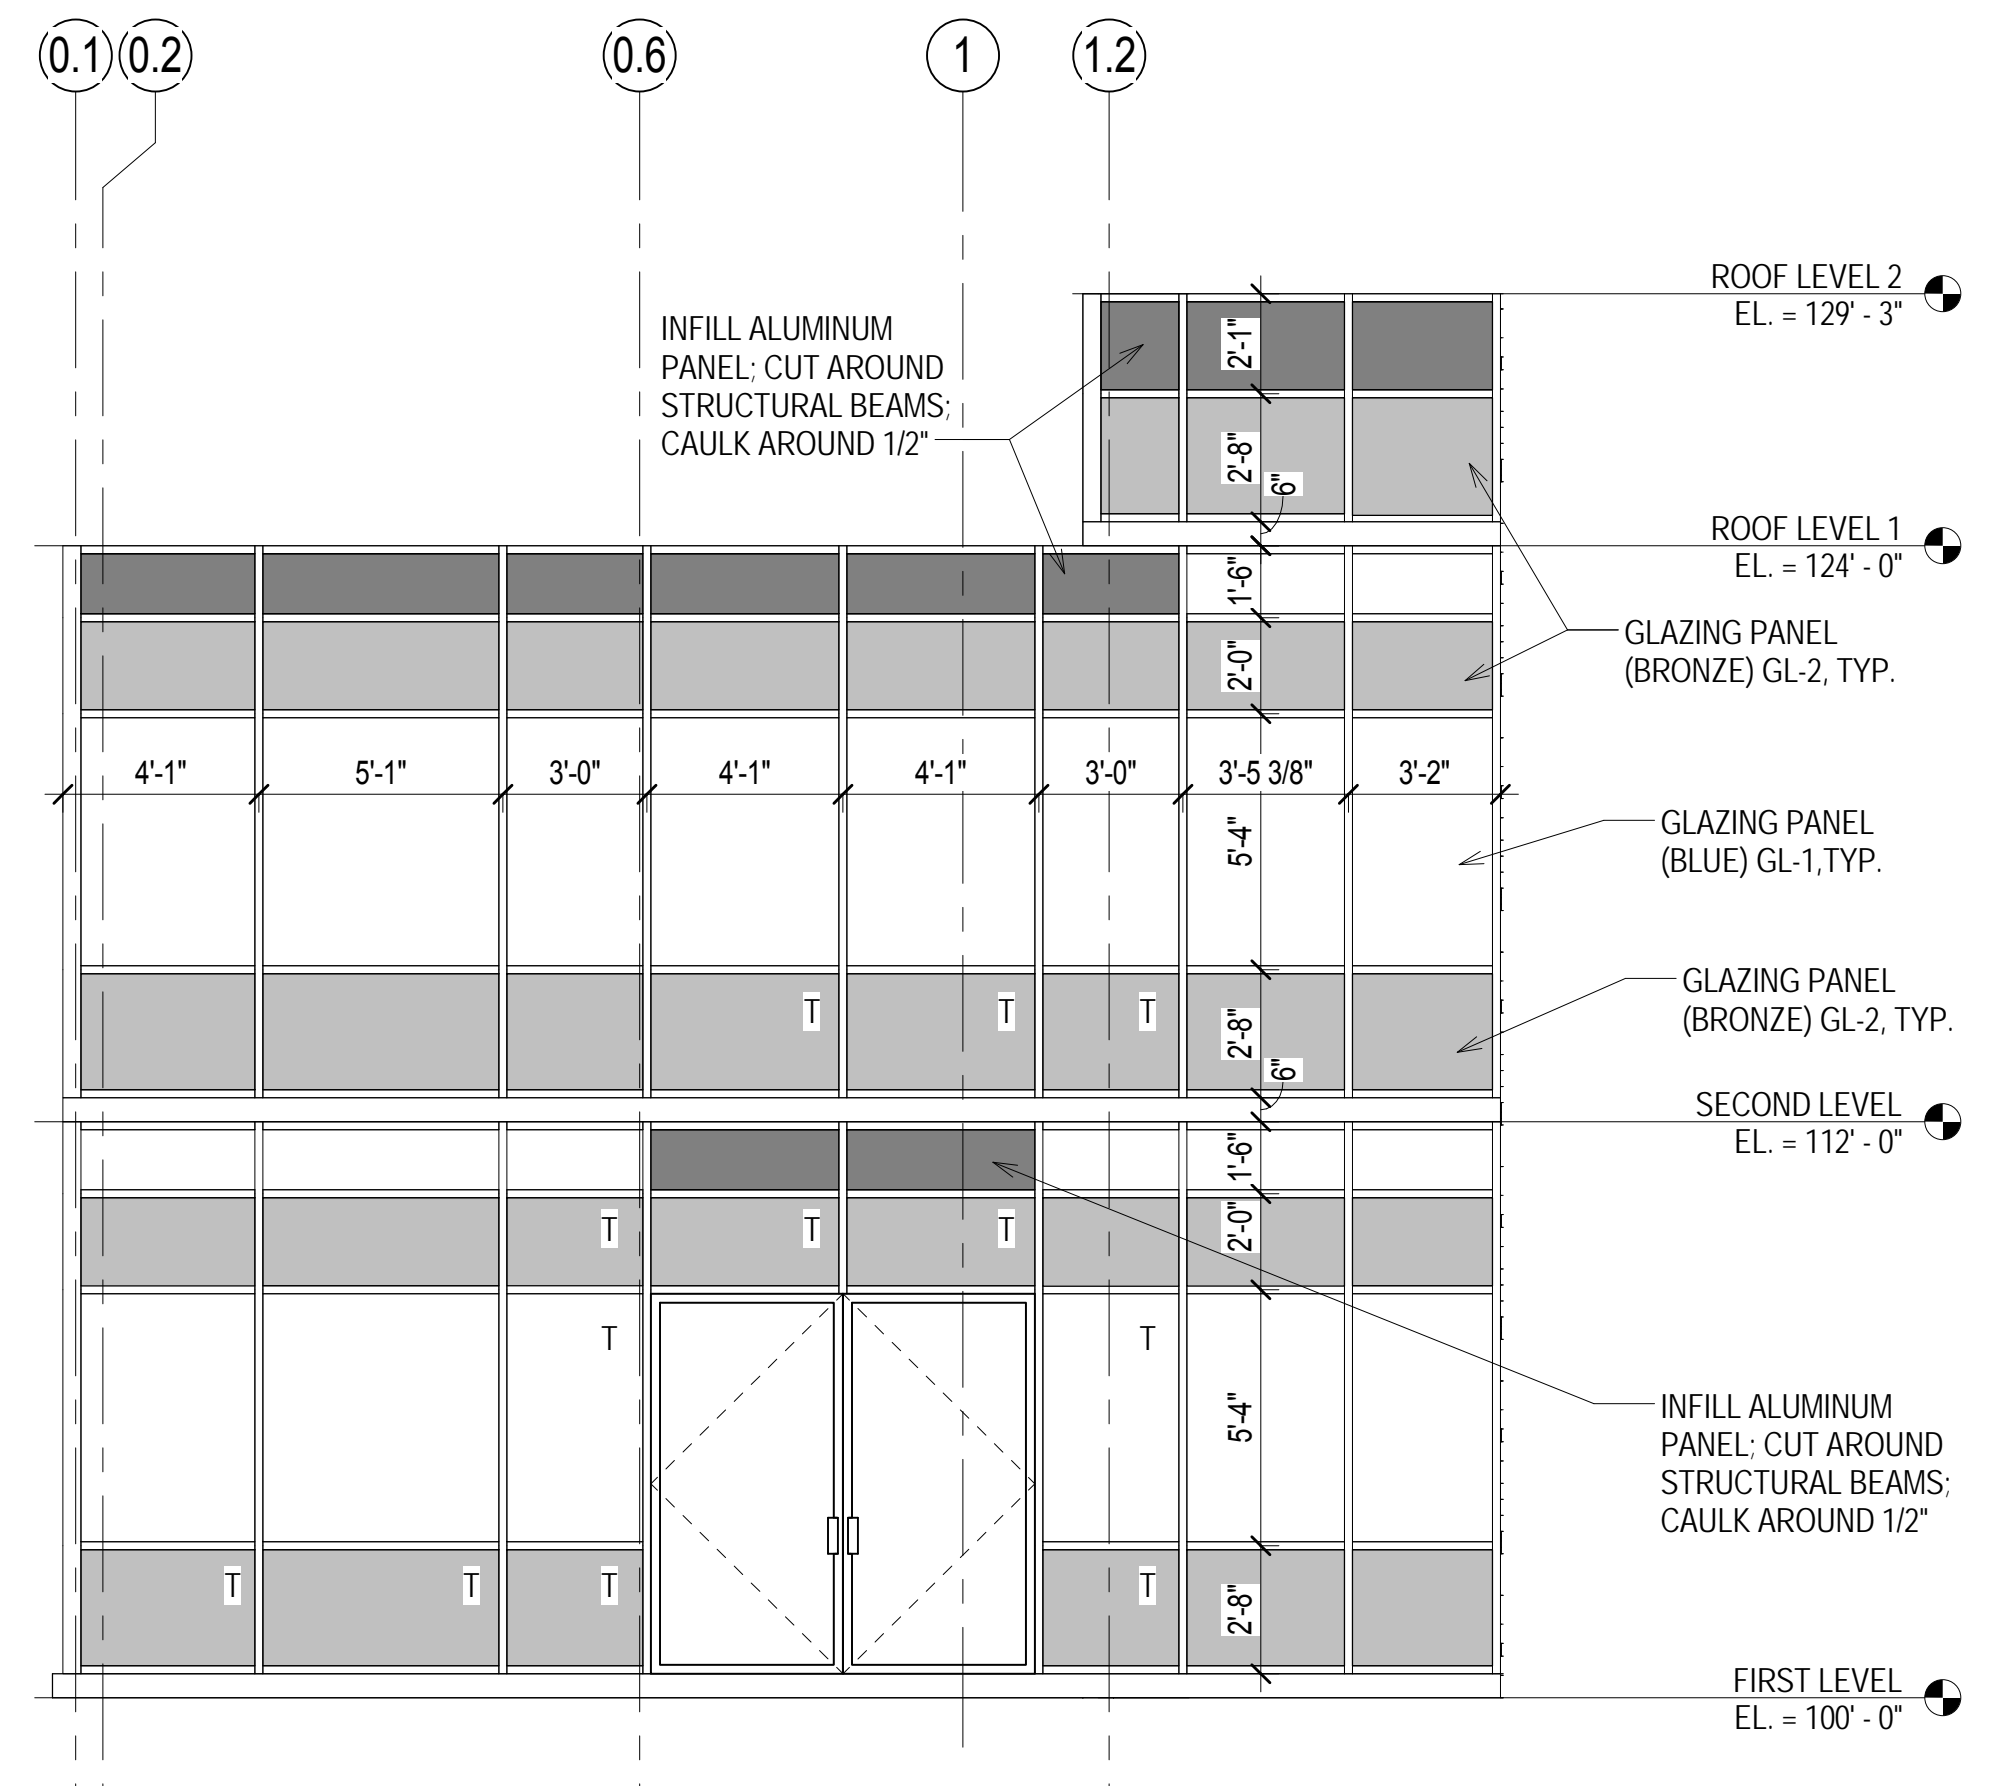 0.1 0.2 0.6 1 1.2
ROOF LEVEL 2
EL. = 129' - 3"
INFILL ALUMINUM
PANEL; CUT AROUND
STRUCTURAL BEAMS;
CAULK AROUND 1/2"
2'-1"
2'-8"
6"
ROOF LEVEL 1
EL. = 124' - 0"
1'-6"
GLAZING PANEL
(BRONZE) GL-2, TYP.
2'-0"
4'-1" 5'-1" 3'-0" 4'-1" 4'-1" 3'-0" 3'-5 3/8" 3'-2"
5'-4"
GLAZING PANEL
(BLUE) GL-1,TYP.
GLAZING PANEL
(BRONZE) GL-2, TYP.
T T T
2'-8"
6"
SECOND LEVEL
EL. = 112' - 0"
1'-6"
T T T
2'-0"
T T
5'-4"
INFILL ALUMINUM
PANEL; CUT AROUND
STRUCTURAL BEAMS;
CAULK AROUND 1/2"
T T T T
2'-8"
FIRST LEVEL
EL. = 100' - 0"